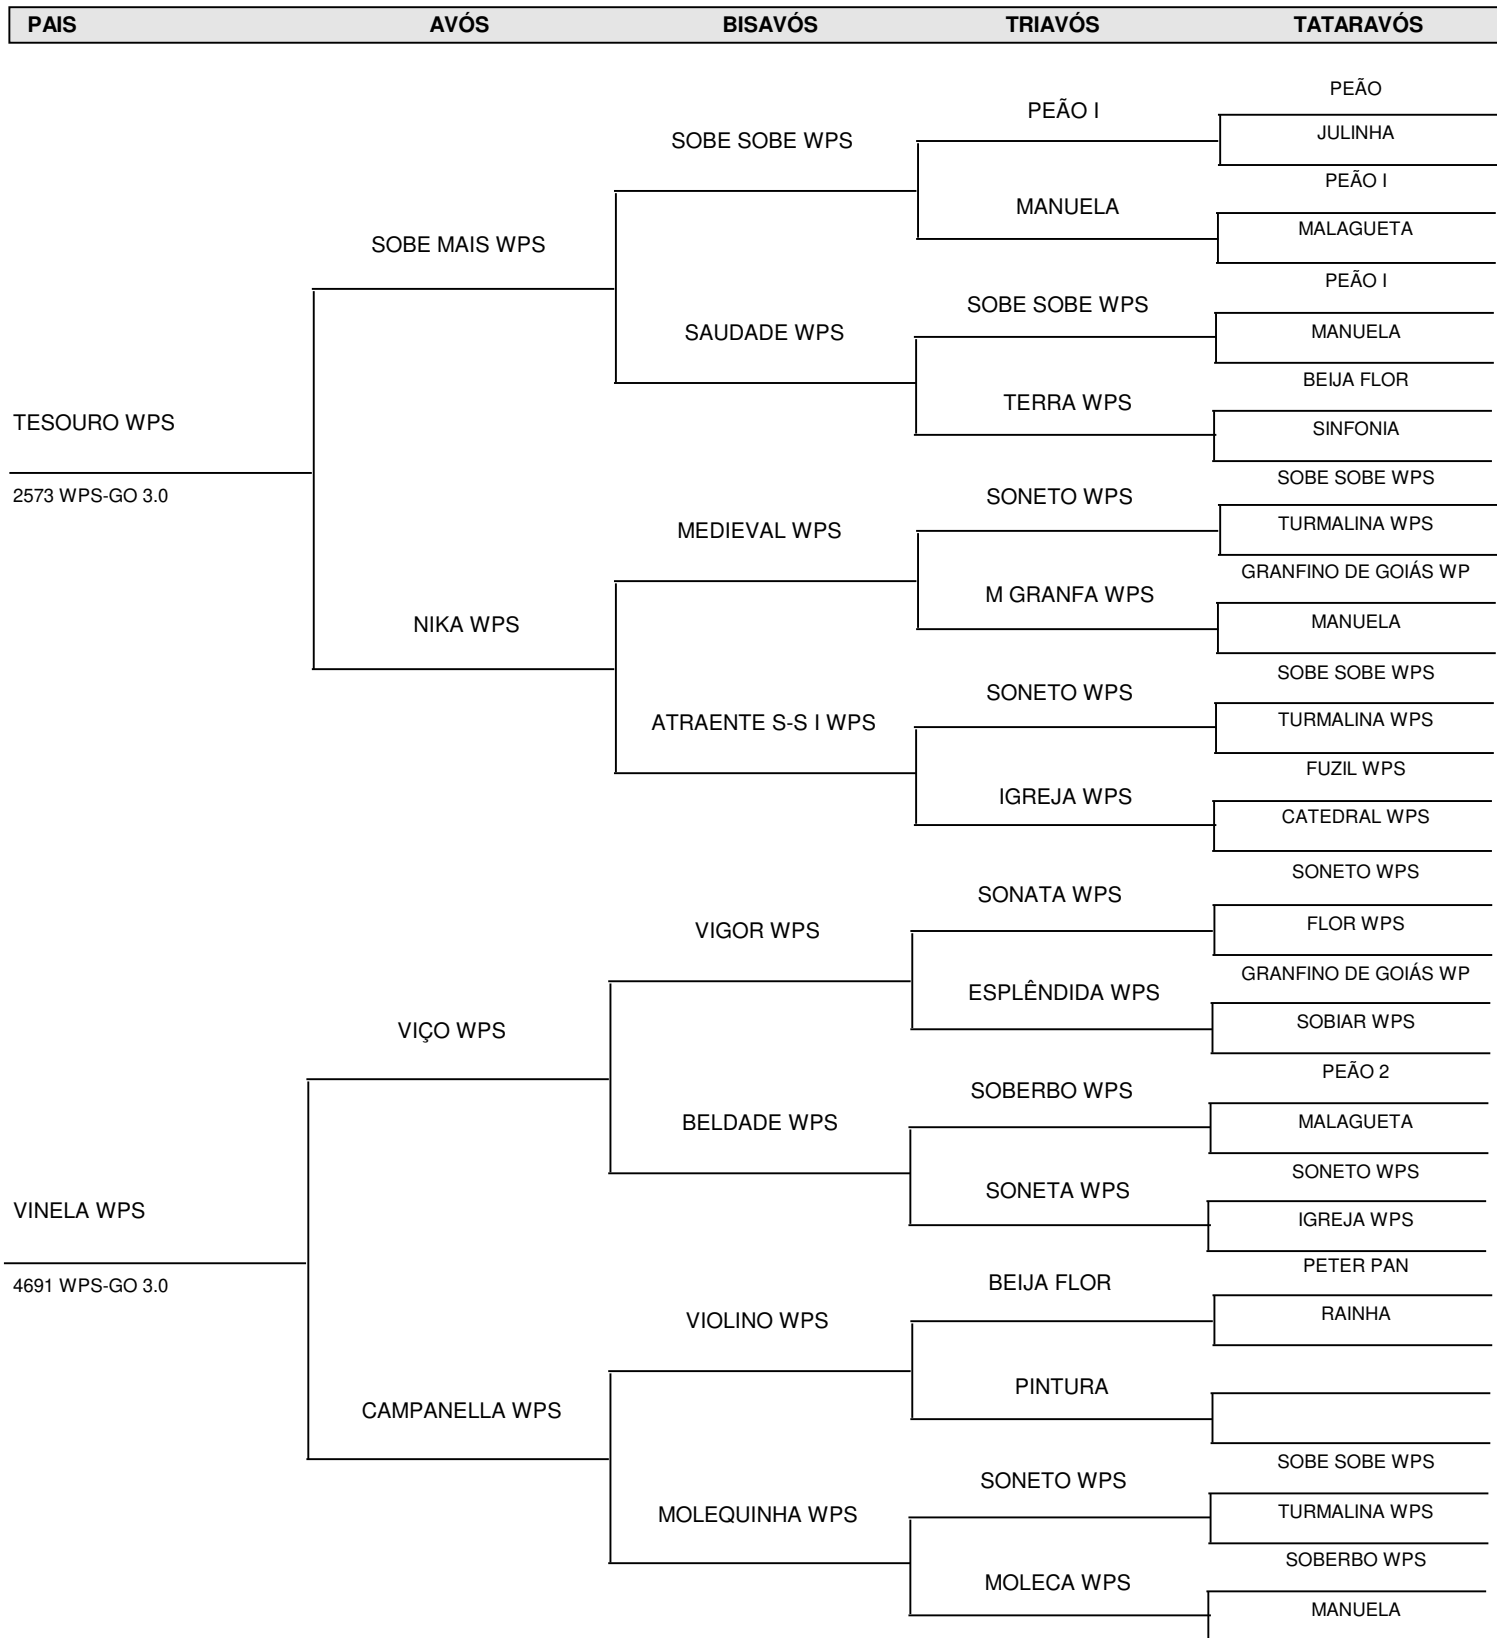 PAIS AVÓS BISAVÓS TRIAVÓS TATARAVÓS
PEÃO
PEÃO I
JULINHA
SOBE SOBE WPS
PEÃO I
MANUELA
MALAGUETA
SOBE MAIS WPS
PEÃO I
SOBE SOBE WPS
SAUDADE WPS
MANUELA
BEIJA FLOR
TERRA WPS
TESOURO WPS
SINFONIA
SOBE SOBE WPS
2573 WPS-GO 3.0
SONETO WPS
MEDIEVAL WPS
TURMALINA WPS
GRANFINO DE GOIÁS WP
M GRANFA WPS
NIKA WPS
MANUELA
SOBE SOBE WPS
SONETO WPS
ATRAENTE S-S I WPS
TURMALINA WPS
FUZIL WPS
IGREJA WPS
CATEDRAL WPS
SONETO WPS
SONATA WPS
VIGOR WPS
FLOR WPS
GRANFINO DE GOIÁS WP
ESPLÊNDIDA WPS
SOBIAR WPS
VIÇO WPS
PEÃO 2
SOBERBO WPS
BELDADE WPS
MALAGUETA
SONETO WPS
SONETA WPS
VINELA WPS
IGREJA WPS
PETER PAN
4691 WPS-GO 3.0
BEIJA FLOR
VIOLINO WPS
RAINHA
PINTURA
CAMPANELLA WPS
SOBE SOBE WPS
SONETO WPS
MOLEQUINHA WPS
TURMALINA WPS
SOBERBO WPS
MOLECA WPS
MANUELA